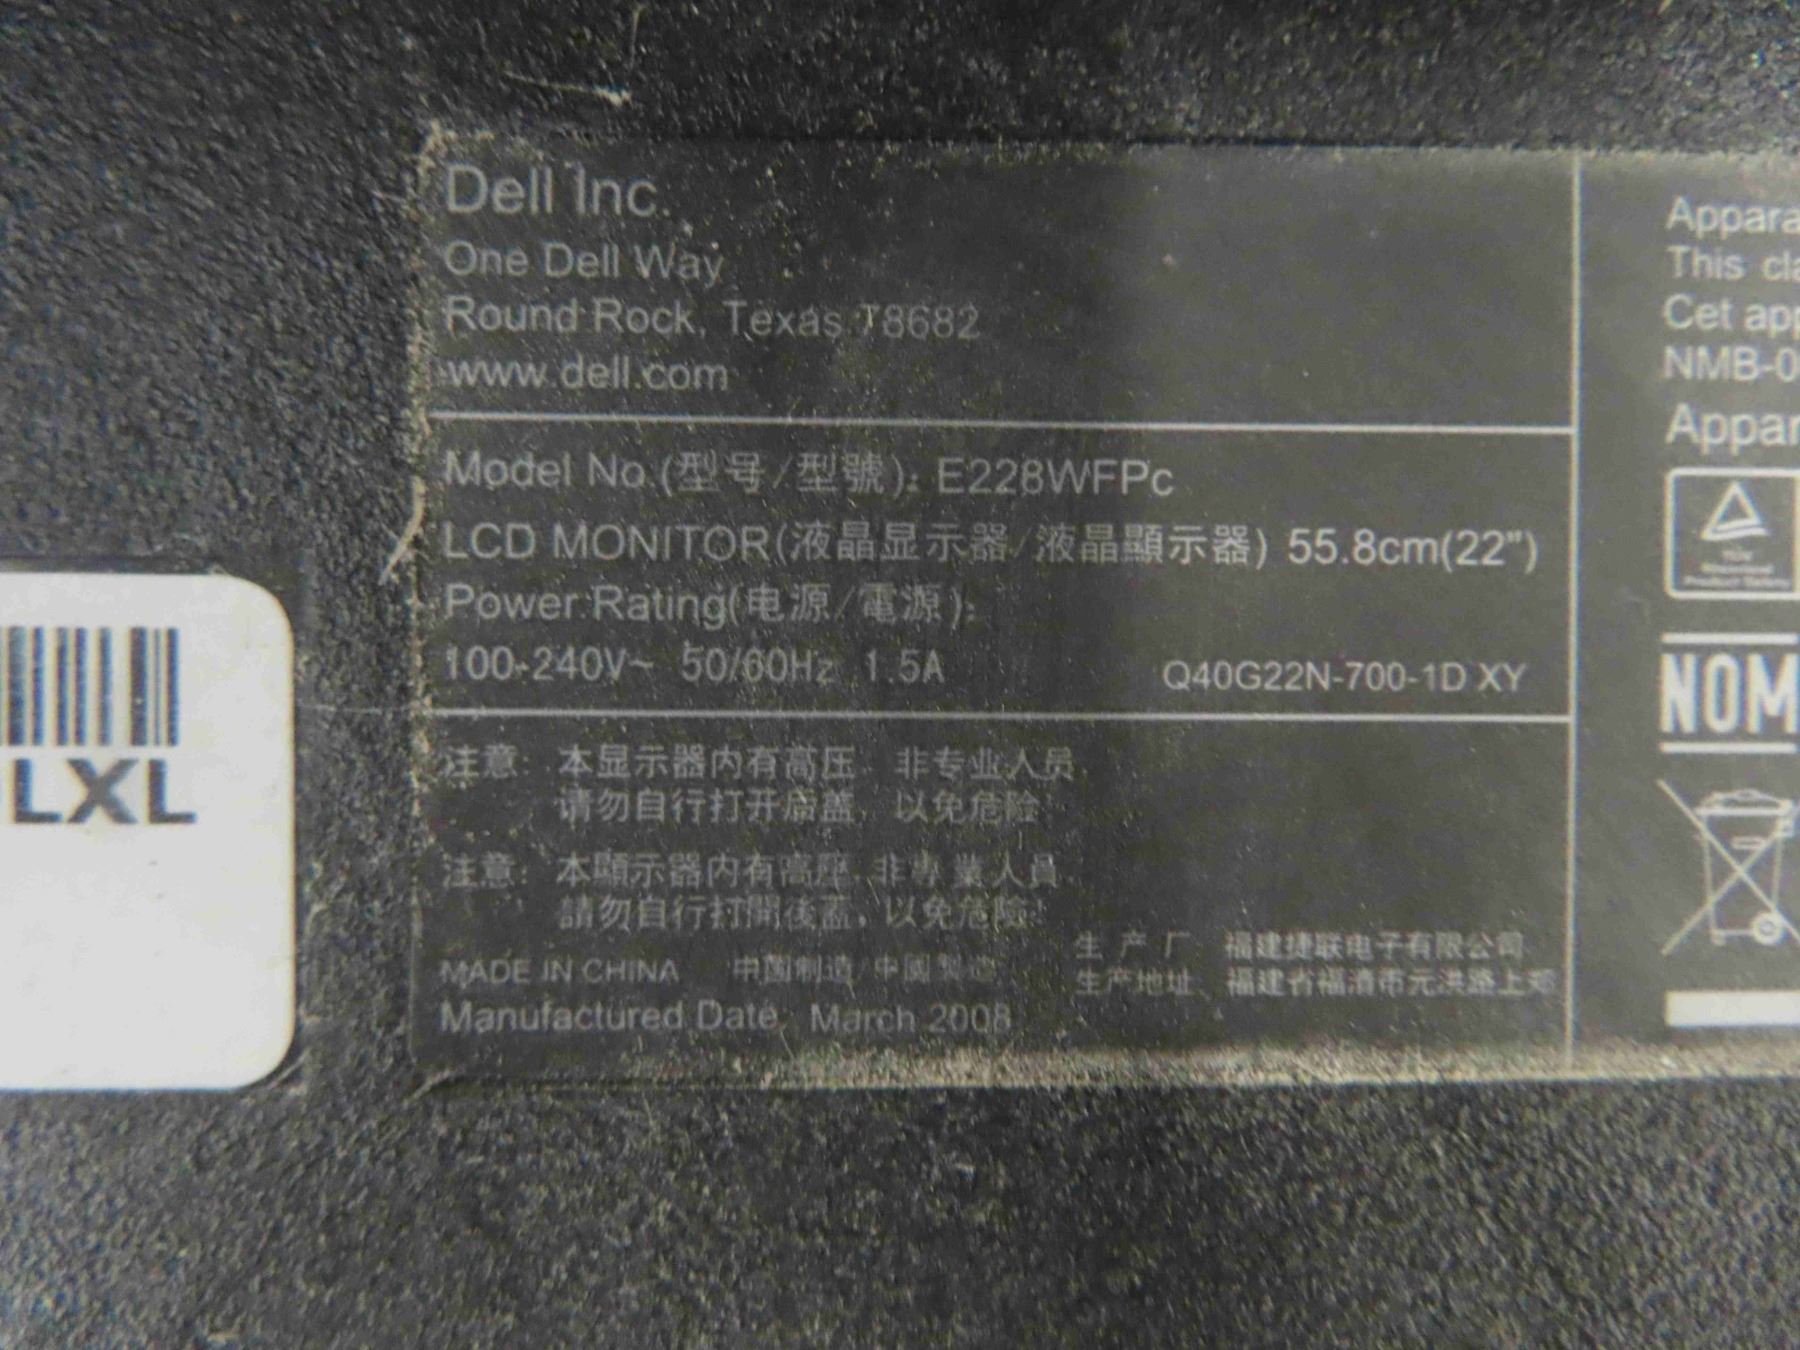 Dell Inc.
One Dell Way
Round Rock, Texas 78682
www.dell.com
Model No.(型号/型號): E228WFPc
LCD MONITOR(液晶显示器/液晶顯示器) 55.8cm(22")
Power Rating(电源/電源):
100-240V~ 50/60Hz 1.5A
Q40G22N-700-1D XY
注意: 本显示器内有高压, 非专业人员
请勿自行打开后盖, 以免危险!
注意: 本顯示器内有高壓, 非專業人員
請勿自行打開後蓋, 以免危險!
MADE IN CHINA 中国制造/中國製造
Manufactured Date, March 2008
生 产 厂 福建捷联电子有限公司
生产地址 福建省福清市元洪路上郑
LXL
Appara
This cla
Cet app
NMB-0
Appar
TÜV
NOM